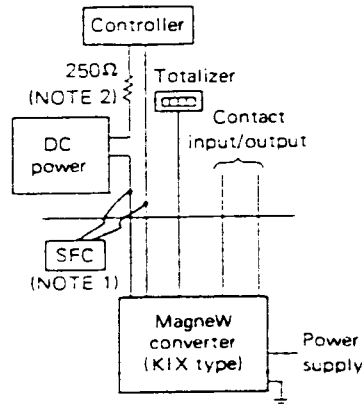 Controller
250Ω
(NOTE 2)
Totalizer
Contact
input/output
DC
power
SFC
(NOTE 1)
MagneW
converter
(KIX type)
Power
supply